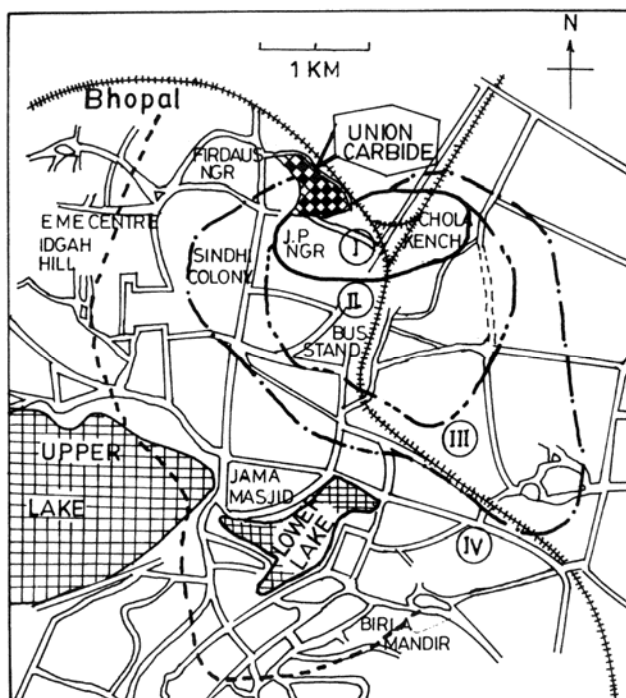 N
1 KM
Bhopal
UNION
CARBIDE
FIRDAUS
NGR
EME CENTRE
IDGAH
HILL
SINDHI
COLONY
J.P
NGR
I
CHOLA
KENCH
II
BUS
STAND
III
UPPER
LAKE
JAMA
MASJID
LOWER
LAKE
IV
BIRLA
MANDIR